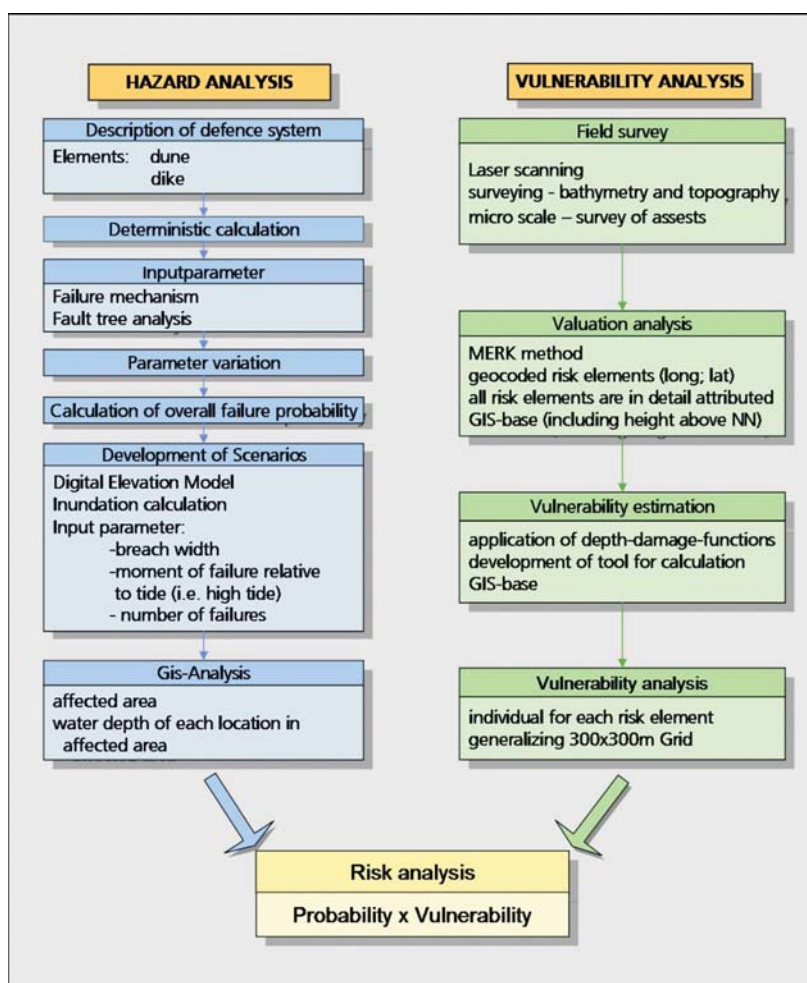 HAZARD ANALYSIS
Description of defence system
Elements: dune
dike
Deterministic calculation
Inputparameter
Failure mechanism
Fault tree analysis
Parameter variation
Calculation of overall failure probability
Development of Scenarios
Digital Elevation Model
Inundation calculation
Input parameter:
-breach width
-moment of failure relative
to tide (i.e. high tide)
- number of failures
Gis-Analysis
affected area
water depth of each location in
affected area
VULNERABILITY ANALYSIS
Field survey
Laser scanning
surveying - bathymetry and topography
micro scale – survey of assests
Valuation analysis
MERK method
geocoded risk elements (long; lat)
all risk elements are in detail attributed
GIS-base (including height above NN)
Vulnerability estimation
application of depth-damage-functions
development of tool for calculation
GIS-base
Vulnerability analysis
individual for each risk element
generalizing 300x300m Grid
Risk analysis
Probability x Vulnerability